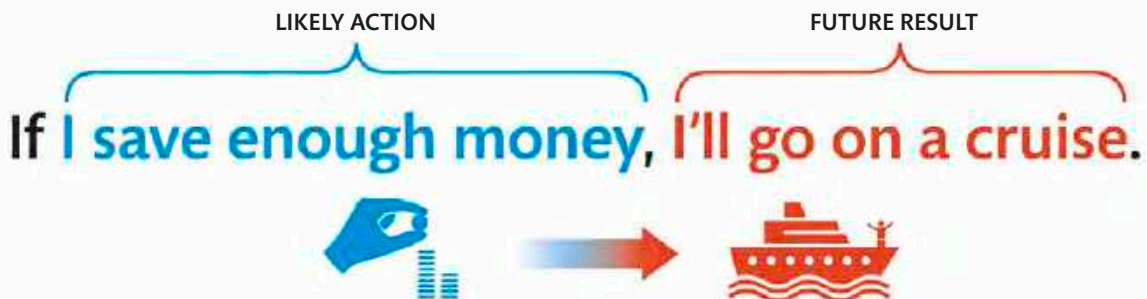 LIKELY ACTION FUTURE RESULT
If I save enough money, I'll go on a cruise.